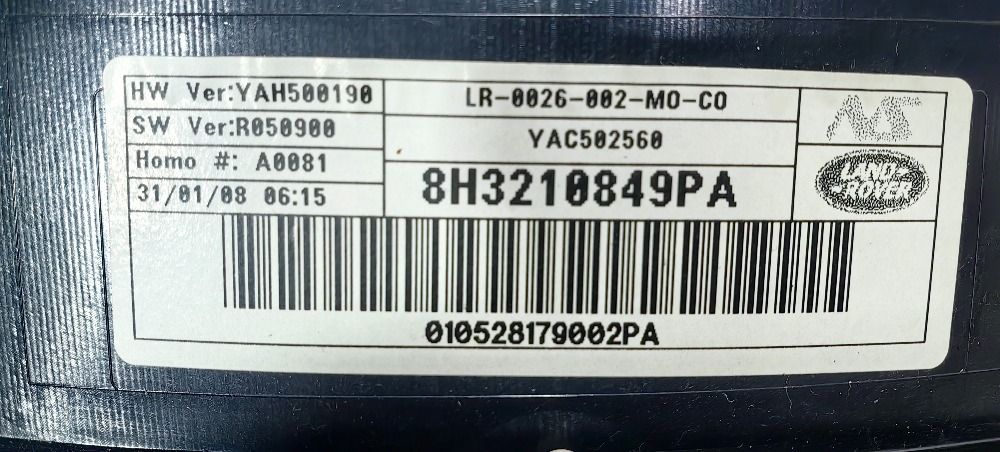 HW Ver:YAH500190
SW Ver:R050900
Homo #: A0081
31/01/08 06:15
LR-0026-002-MO-CO
YAC502560
8H3210849PA
LAND
ROVER
010528179002PA